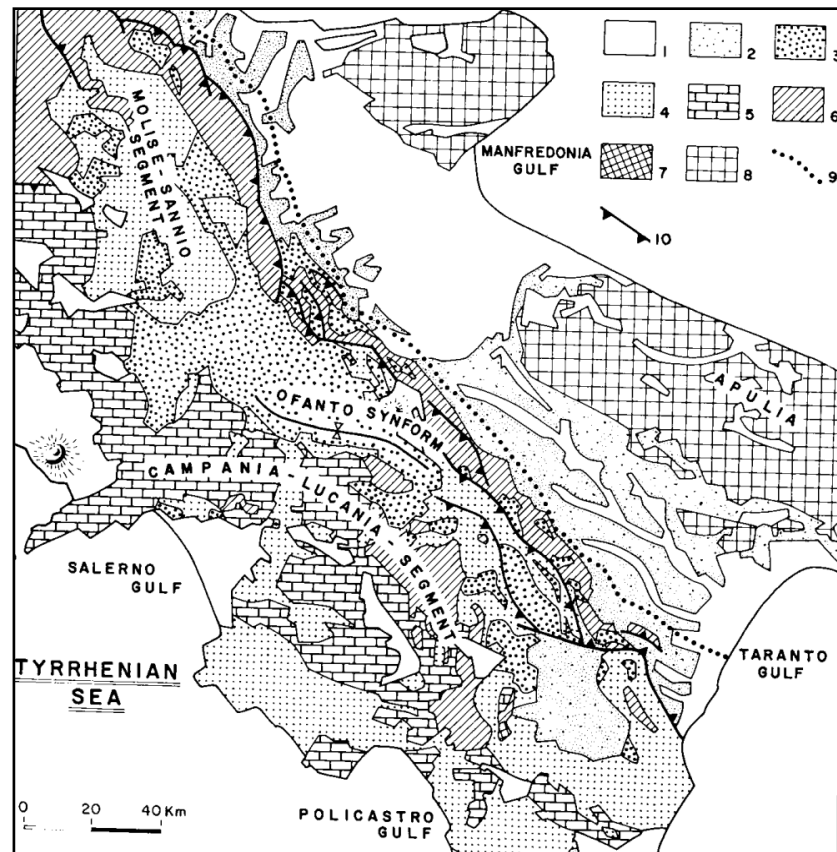 1
2
3
4
5
6
MANFREDONIA
GULF
7
8
9
10
MOLISE-SANNIO
SEGMENT
APULIA
OFANTO SYNFORM
CAMPANIA-LUCANIA-SEGMENT
SALERNO
GULF
TARANTO
GULF
TYRRHENIAN
SEA
0 20 40 Km
POLICASTRO
GULF